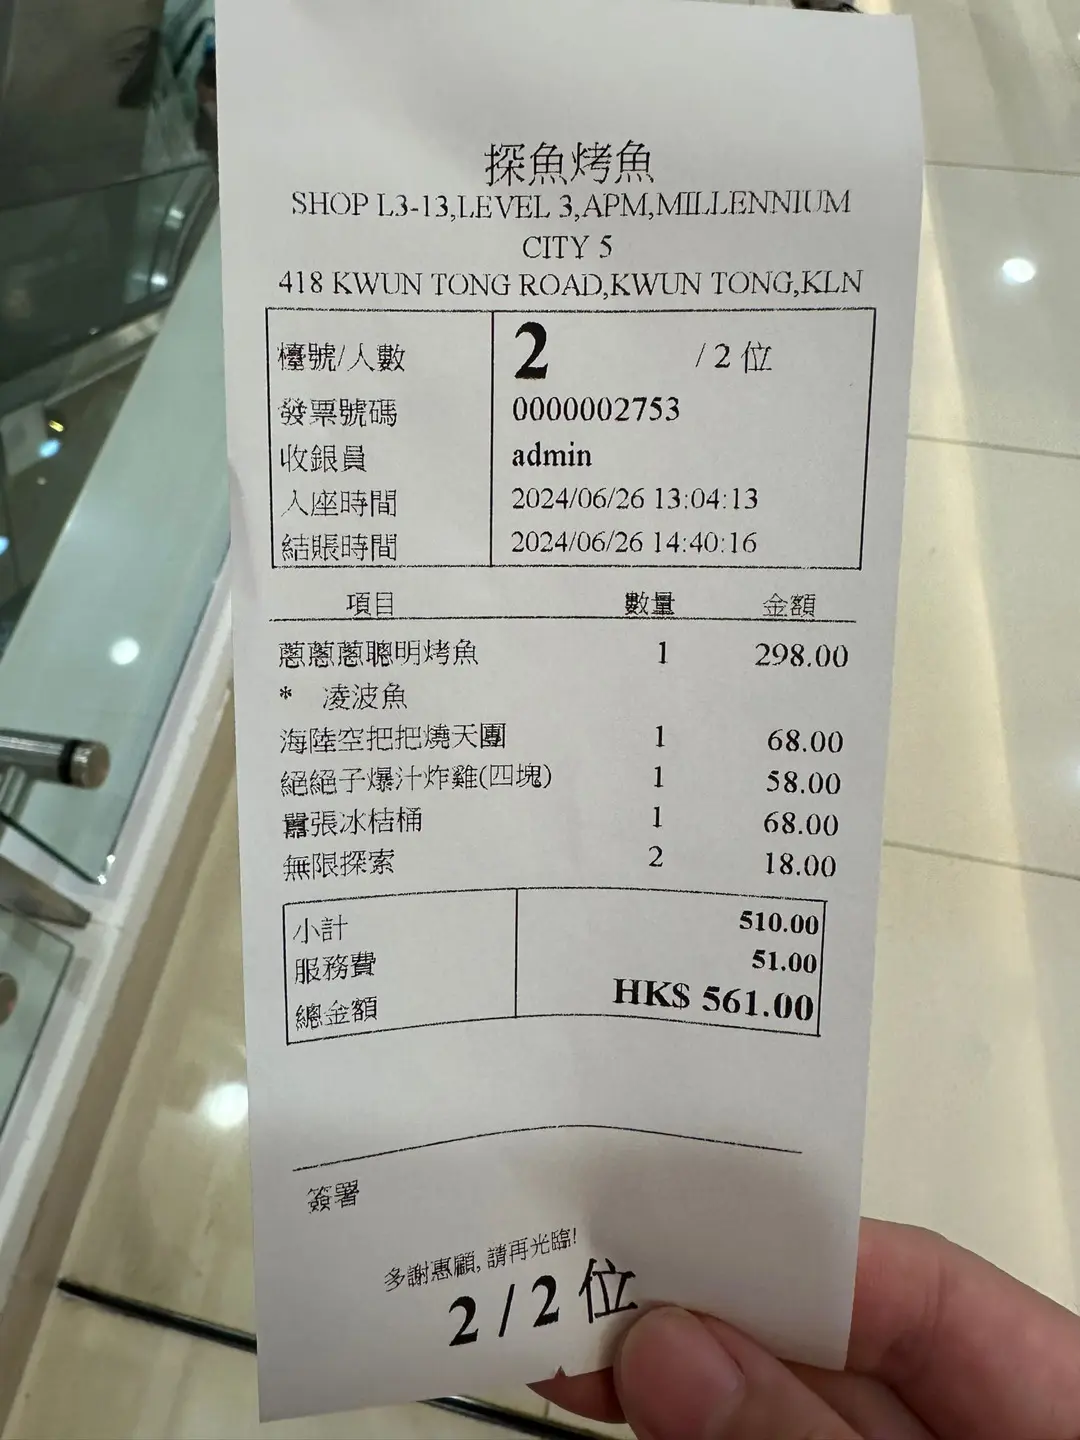 探魚烤魚
SHOP L3-13,LEVEL 3,APM,MILLENNIUM
CITY 5
418 KWUN TONG ROAD,KWUN TONG,KLN
檯號/人數 2 / 2 位
發票號碼 0000002753
收銀員 admin
入座時間 2024/06/26 13:04:13
結賬時間 2024/06/26 14:40:16
項目 數量 金額
蔥蔥蔥聰明烤魚 1 298.00
* 凌波魚
海陸空把把燒天團 1 68.00
絕絕子爆汁炸雞(四塊) 1 58.00
囂張冰桔桶 1 68.00
無限探索 2 18.00
小計 510.00
服務費 51.00
總金額 HK$ 561.00
簽署
多謝惠顧, 請再光臨!
2 / 2 位